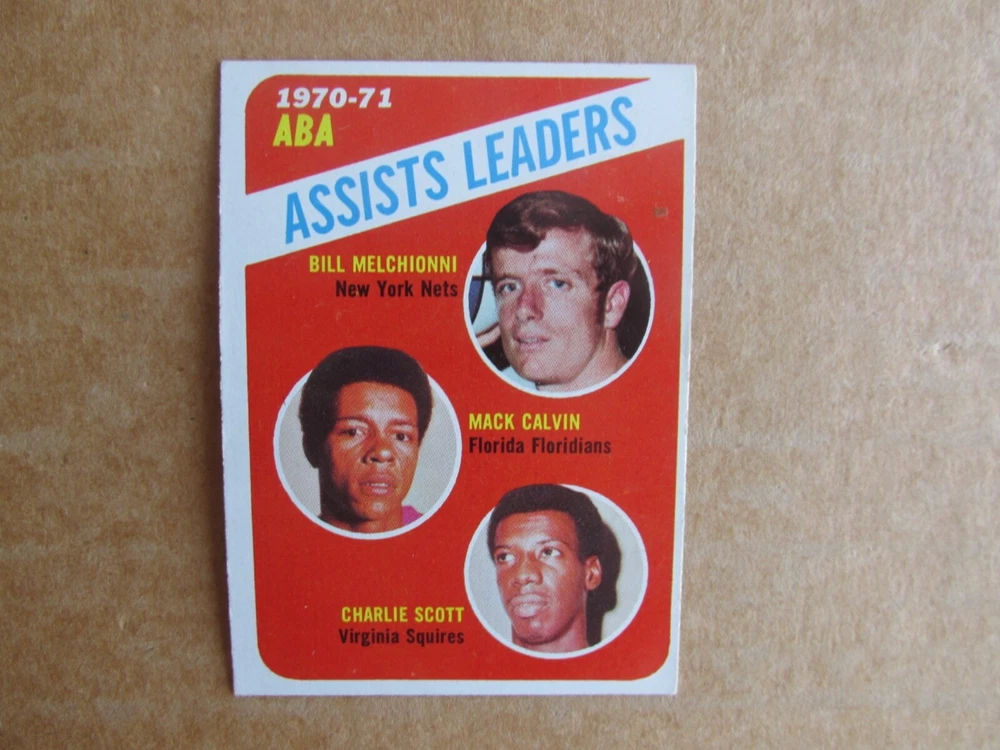 1970-71
ABA
ASSISTS LEADERS
BILL MELCHIONNI
New York Nets
MACK CALVIN
Florida Floridians
CHARLIE SCOTT
Virginia Squires